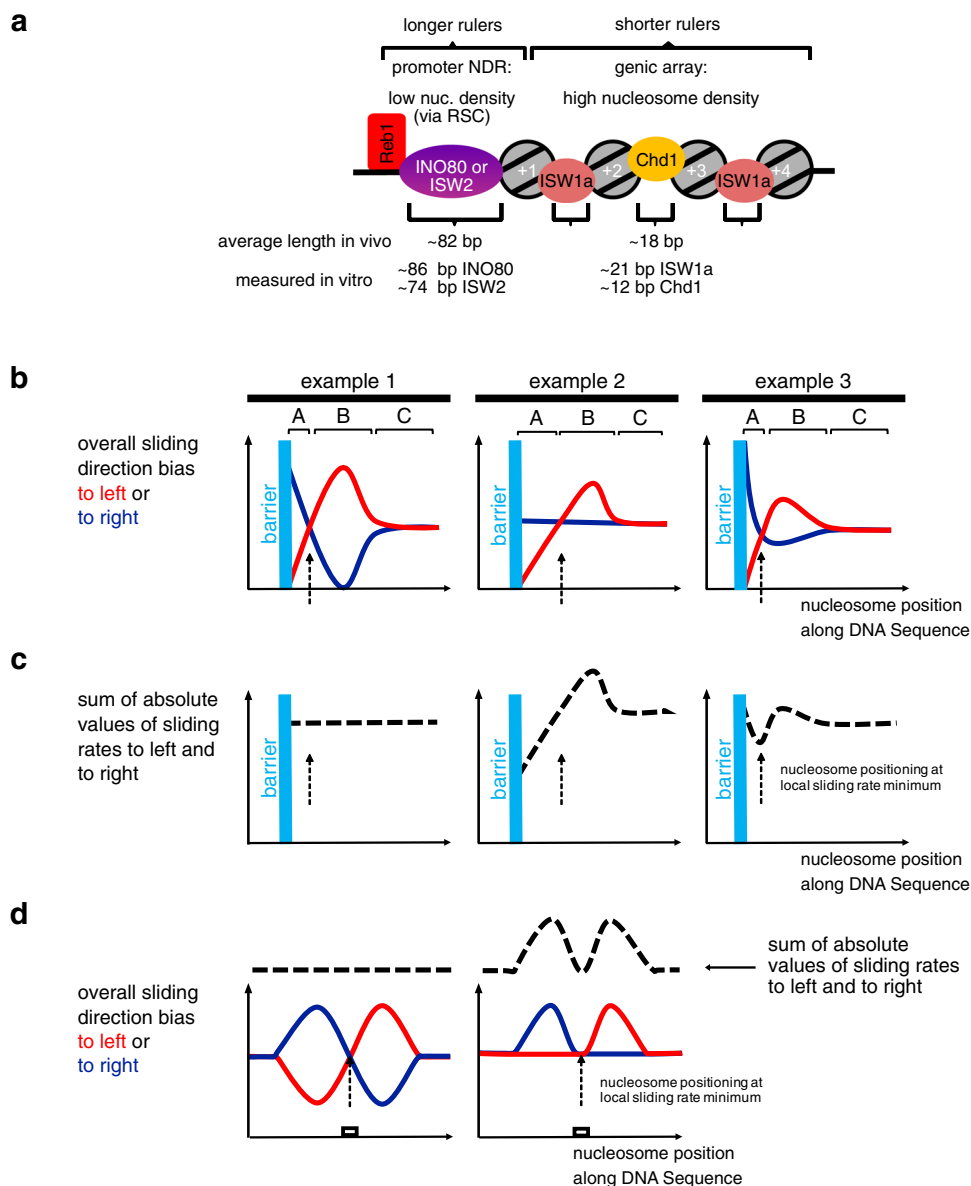 a
longer rulers
shorter rulers
promoter NDR:
genic array:
low nuc. density
(via RSC)
high nucleosome density
Reb1
INO80 or
ISW2
+1
ISW1a
+2
Chd1
+3
ISW1a
+4
average length in vivo
~82 bp
~18 bp
measured in vitro
~86 bp INO80
~74 bp ISW2
~21 bp ISW1a
~12 bp Chd1
b
example 1
example 2
example 3
A B C
A B C
A B C
overall sliding
direction bias
to left or
to right
barrier
barrier
barrier
nucleosome position
along DNA Sequence
c
sum of absolute
values of sliding
rates to left and
to right
barrier
barrier
barrier
nucleosome positioning at
local sliding rate minimum
nucleosome position
along DNA Sequence
d
sum of absolute
values of sliding rates
to left and to right
overall sliding
direction bias
to left or
to right
nucleosome positioning at
local sliding rate minimum
nucleosome position
along DNA Sequence